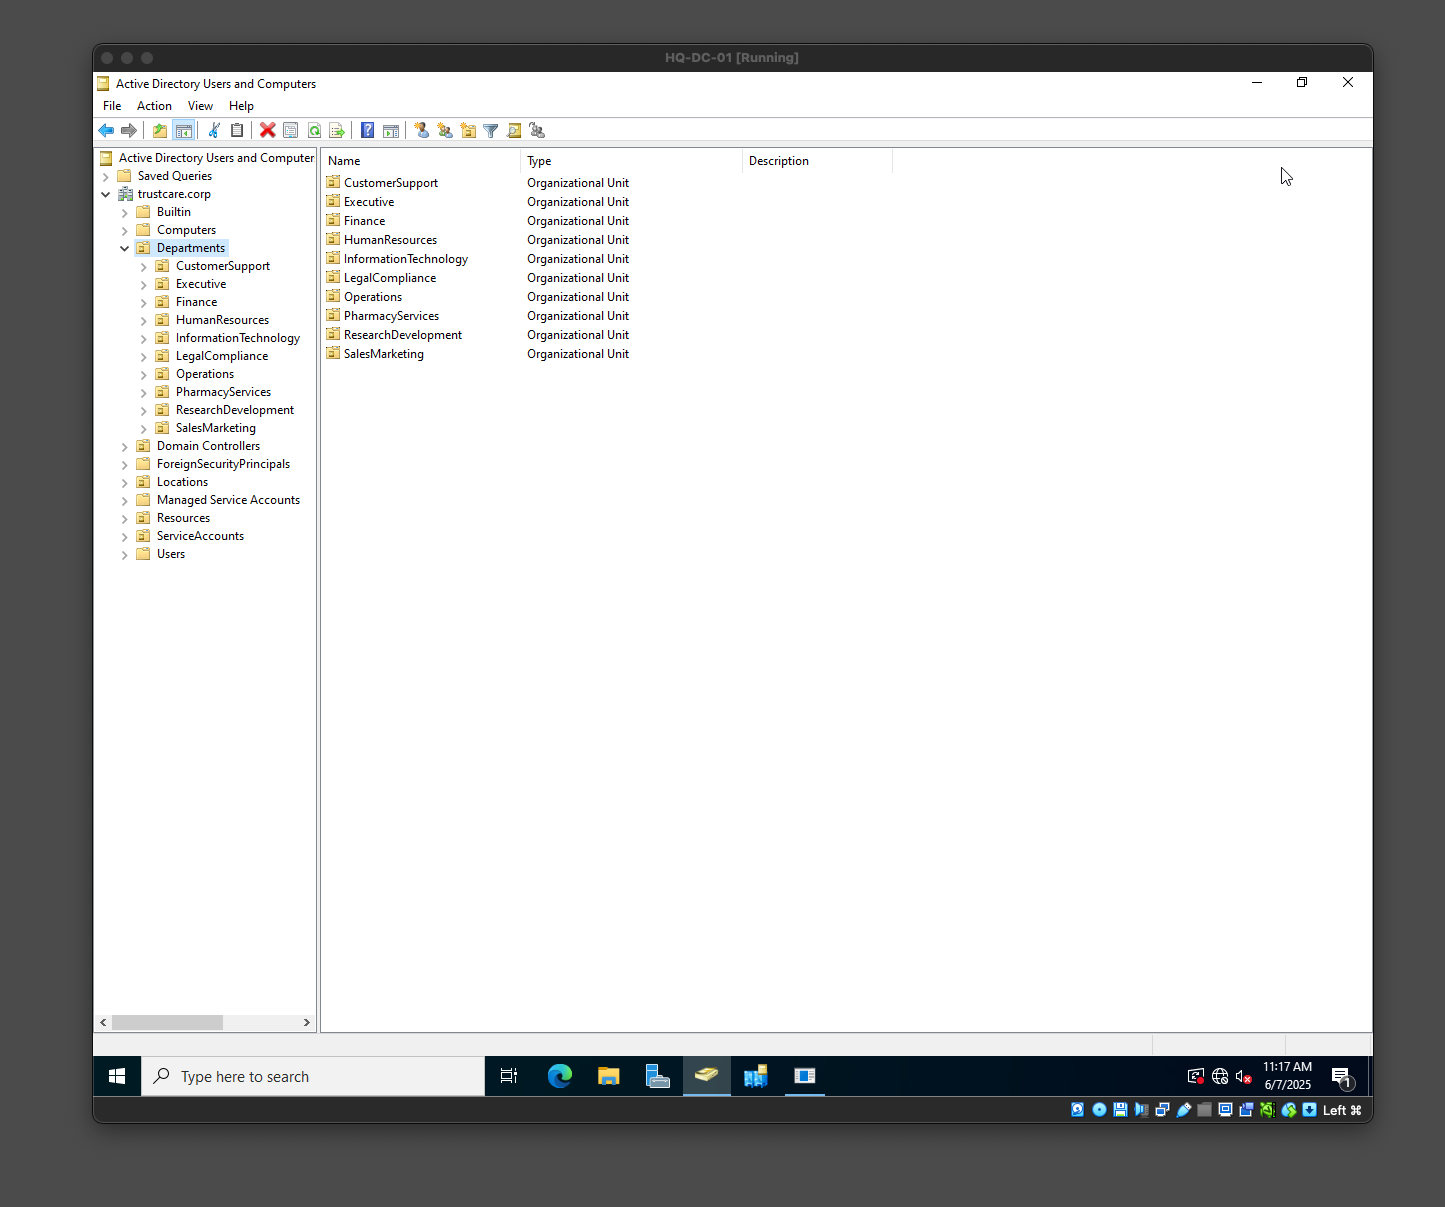 HQ-DC-01 [Running]
Active Directory Users and Computers
File Action View Help
Active Directory Users and Computer
Saved Queries
trustcare.corp
Builtin
Computers
Departments
CustomerSupport
Executive
Finance
HumanResources
InformationTechnology
LegalCompliance
Operations
PharmacyServices
ResearchDevelopment
SalesMarketing
Domain Controllers
ForeignSecurityPrincipals
Locations
Managed Service Accounts
Resources
ServiceAccounts
Users
Name Type Description
CustomerSupport Organizational Unit
Executive Organizational Unit
Finance Organizational Unit
HumanResources Organizational Unit
InformationTechnology Organizational Unit
LegalCompliance Organizational Unit
Operations Organizational Unit
PharmacyServices Organizational Unit
ResearchDevelopment Organizational Unit
SalesMarketing Organizational Unit
Type here to search
11:17 AM
6/7/2025
1
Left ⌘